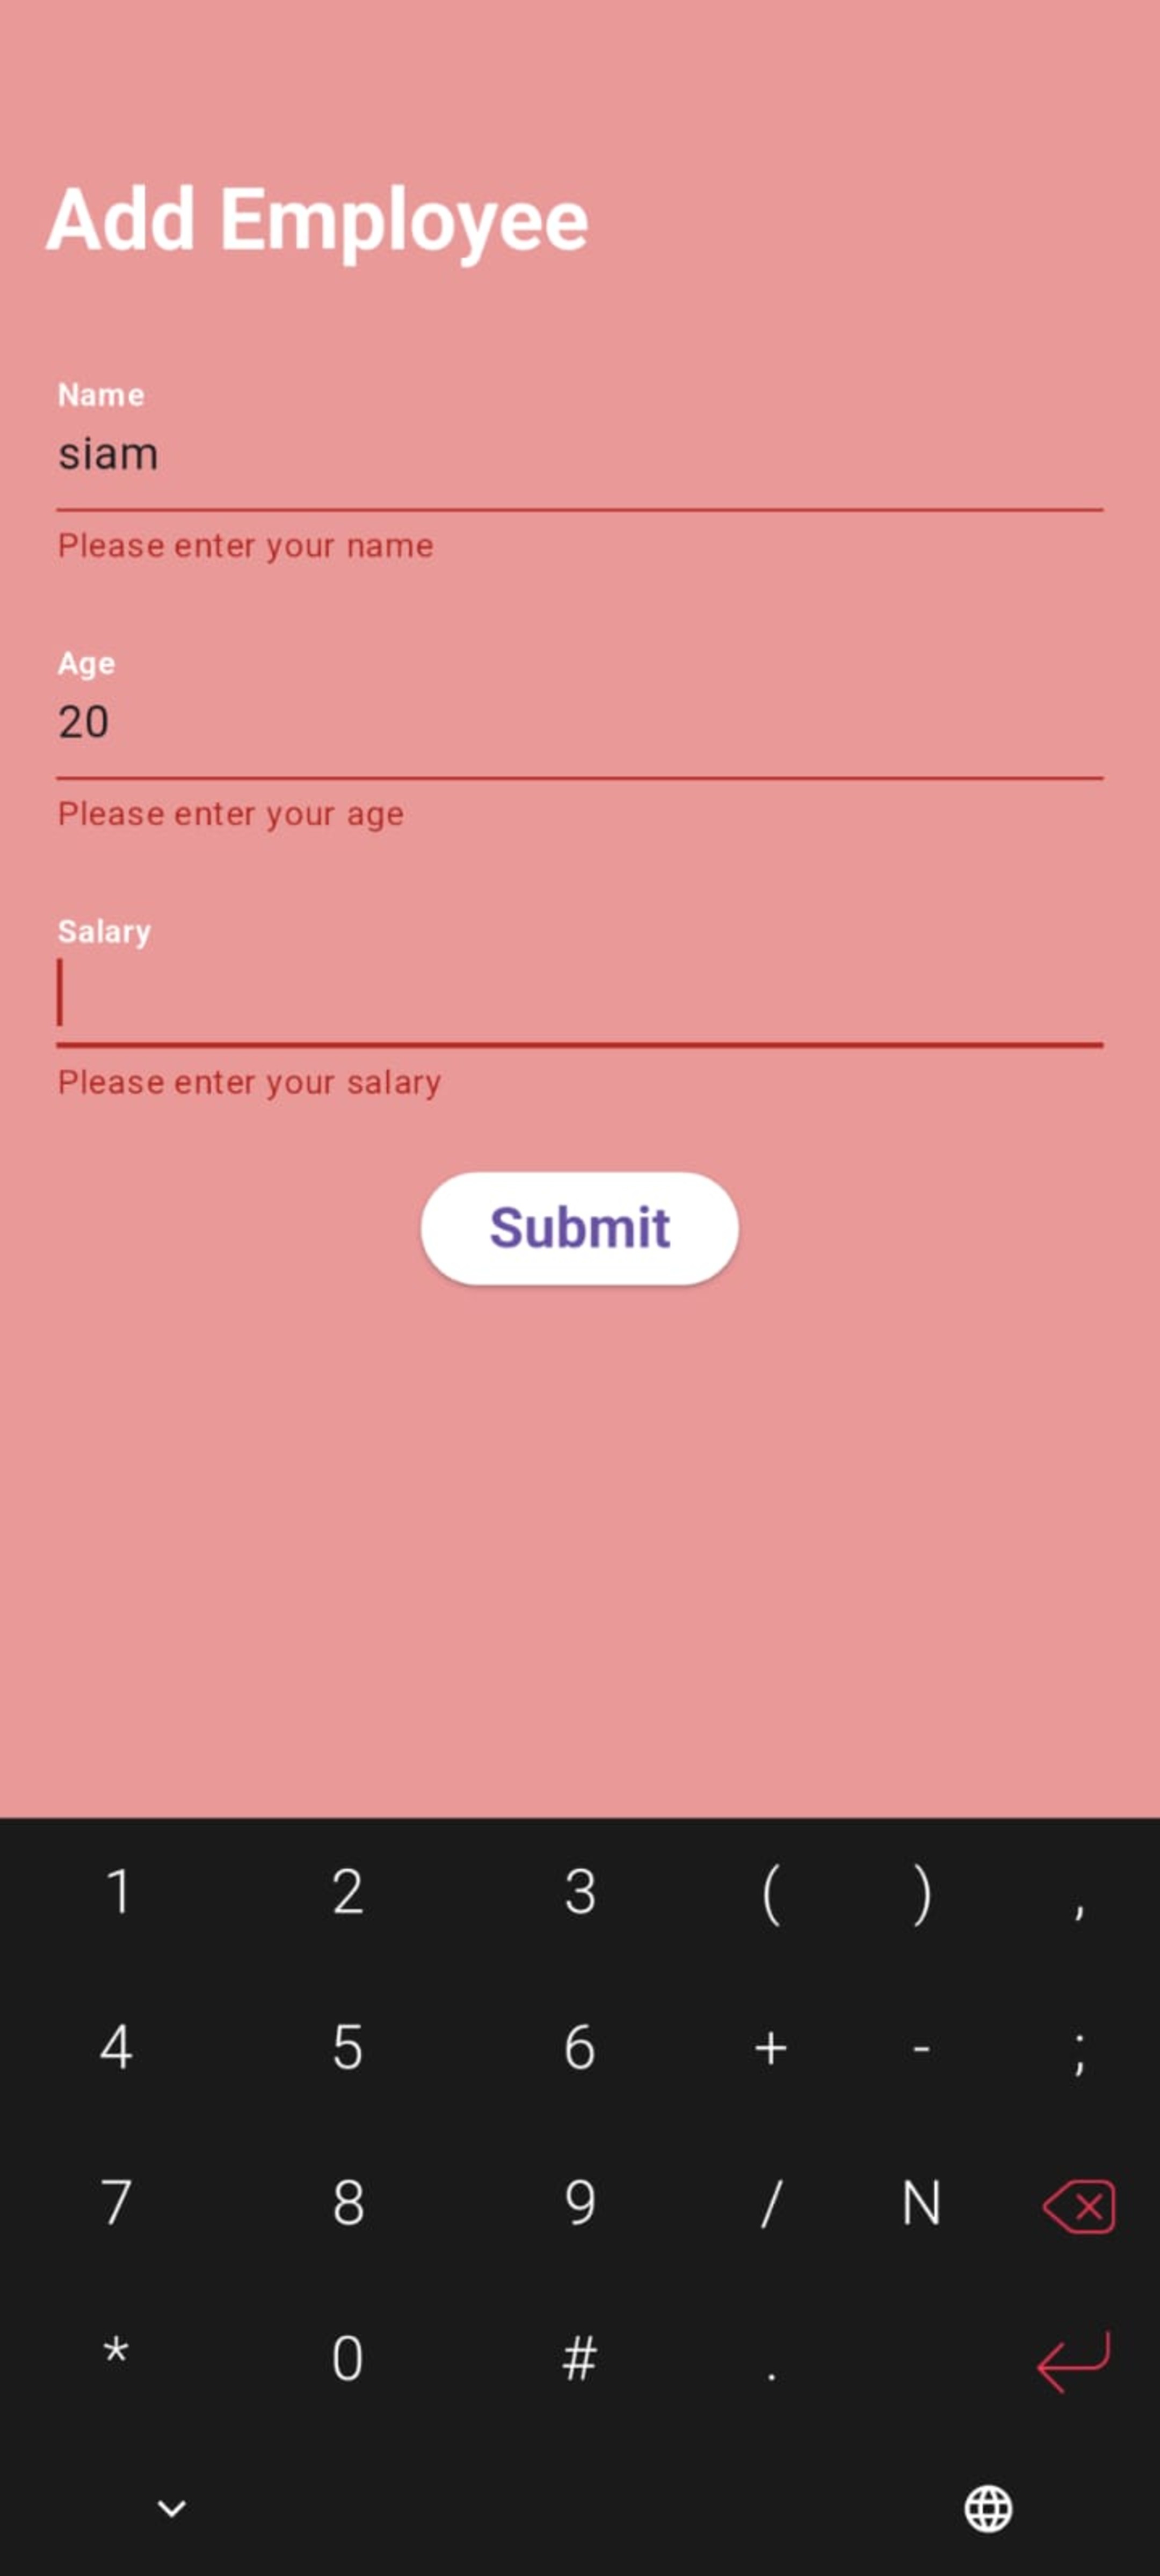 Add Employee
Name
siam
Please enter your name
Age
20
Please enter your age
Salary
Please enter your salary
Submit
1 2 3 ( ) ,
4 5 6 + - ;
7 8 9 / N
* 0 # .